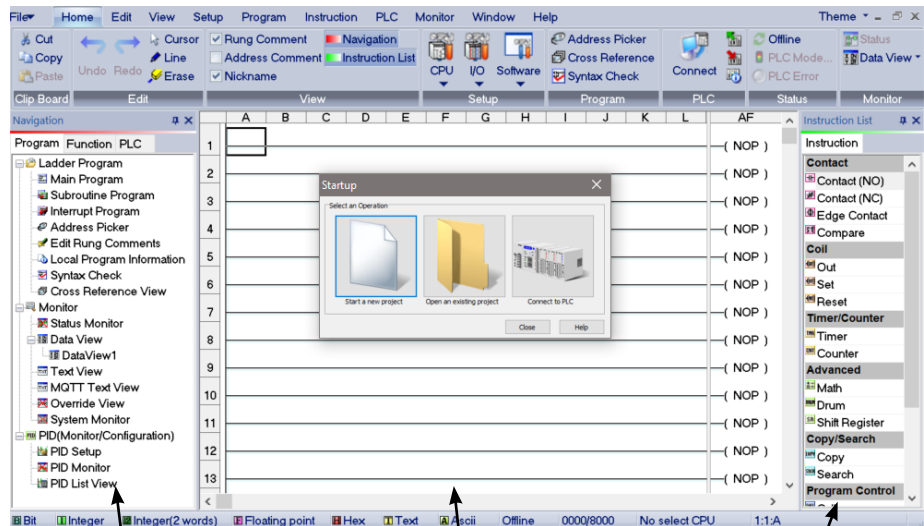 File Home Edit View Setup Program Instruction PLC Monitor Window Help Theme
Cut Cursor Rung Comment Navigation Address Picker Offline Status
Copy Line Address Comment Instruction List Cross Reference PLC Mode... Data View
Paste Undo Redo Erase Nickname CPU I/O Software Syntax Check Connect PLC Error
Clip Board Edit View Setup Program PLC Status Monitor
Navigation
Program Function PLC
Ladder Program
Main Program
Subroutine Program
Interrupt Program
Address Picker
Edit Rung Comments
Local Program Information
Syntax Check
Cross Reference View
Monitor
Status Monitor
Data View
DataView1
Text View
MQTT Text View
Override View
System Monitor
PID(Monitor/Configuration)
PID Setup
PID Monitor
PID List View
A B C D E F G H I J K L AF
1 ( NOP )
2 ( NOP )
3 ( NOP )
4 ( NOP )
5 ( NOP )
6 ( NOP )
7 ( NOP )
8 ( NOP )
9 ( NOP )
10 ( NOP )
11 ( NOP )
12 ( NOP )
13 ( NOP )
Startup
Select an Operation
Start a new project Open an existing project Connect to PLC
Close Help
Instruction List
Instruction
Contact
Contact (NO)
Contact (NC)
Edge Contact
Compare
Coil
Out
Set
Reset
Timer/Counter
Timer
Counter
Advanced
Math
Drum
Shift Register
Copy/Search
Copy
Search
Program Control
Bit Integer Integer(2 words) Floating point Hex Text Ascii Offline 0000/8000 No select CPU 1:1:A